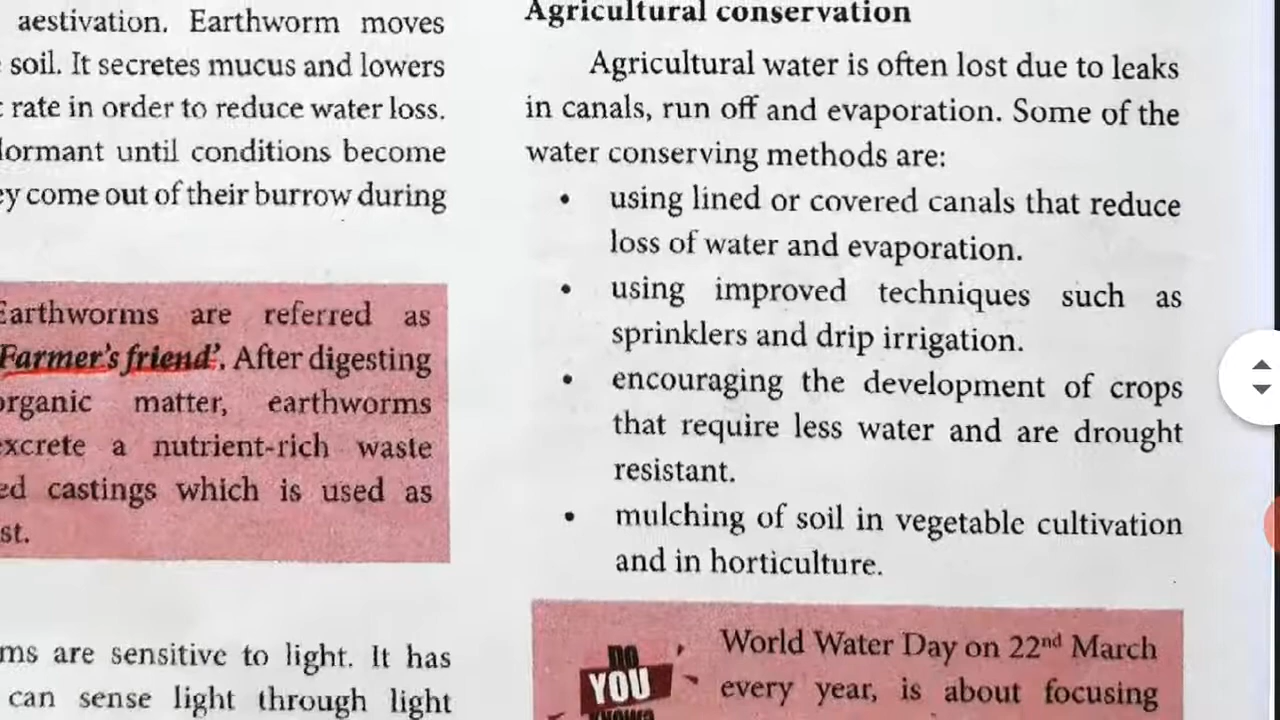 aestivation. Earthworm moves
soil. It secretes mucus and lowers
rate in order to reduce water loss.
dormant until conditions become
come out of their burrow during
Earthworms are referred as
Farmer's friend'. After digesting
organic matter, earthworms
excrete a nutrient-rich waste
castings which is used as
are sensitive to light. It has
can sense light through light
Agricultural conservation
Agricultural water is often lost due to leaks
in canals, run off and evaporation. Some of the
water conserving methods are:
• using lined or covered canals that reduce
loss of water and evaporation.
• using improved techniques such as
sprinklers and drip irrigation.
• encouraging the development of crops
that require less water and are drought
resistant.
• mulching of soil in vegetable cultivation
and in horticulture.
DO
YOU
KNOW?
World Water Day on 22nd March
every year, is about focusing